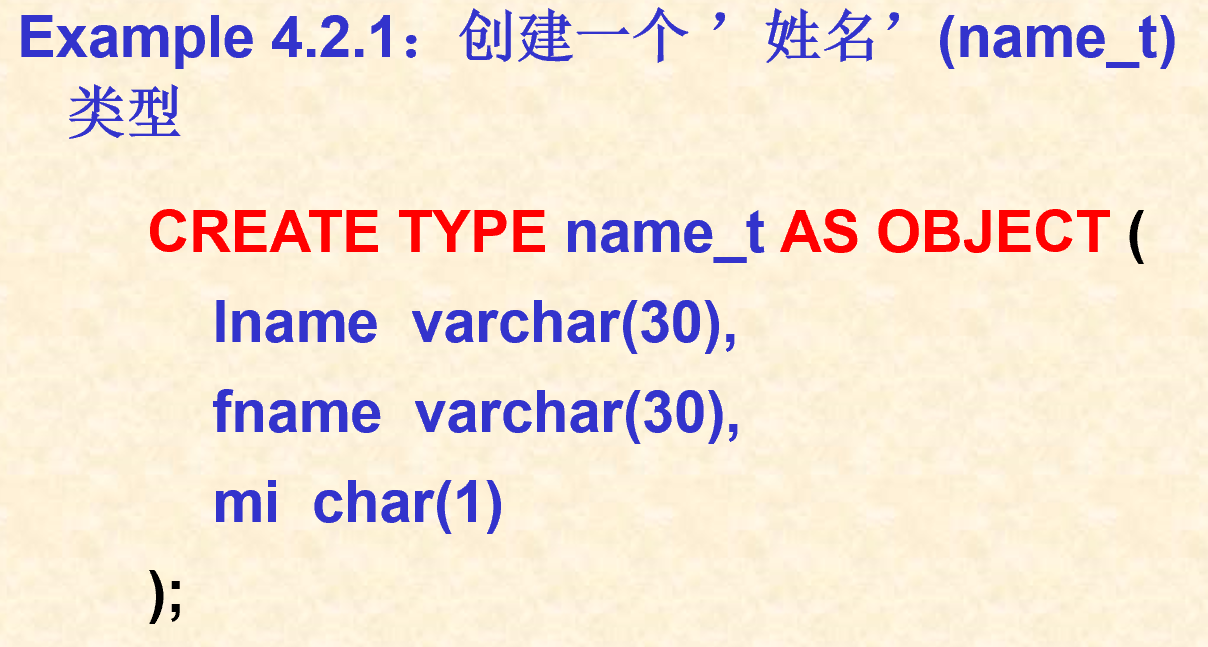 Example 4.2.1：创建一个 ’姓名’ (name_t)
类型
CREATE TYPE name_t AS OBJECT (
lname varchar(30),
fname varchar(30),
mi char(1)
);